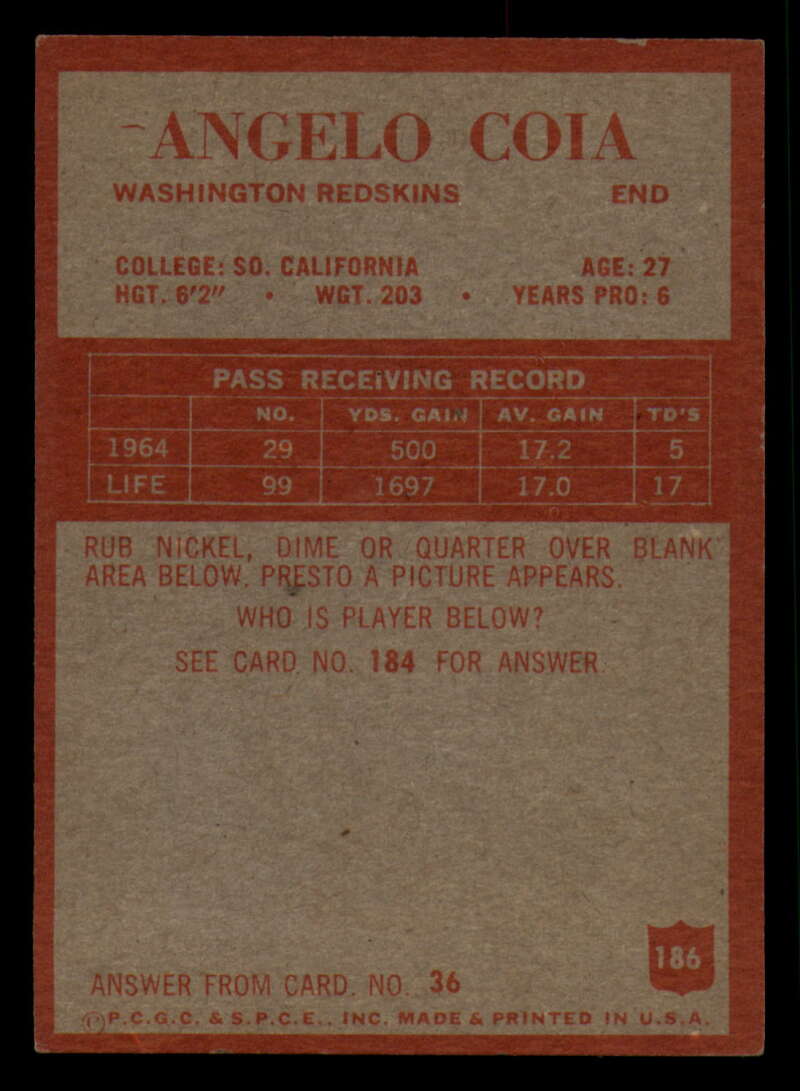 ANGELO COIA
WASHINGTON REDSKINS END
COLLEGE: SO. CALIFORNIA AGE: 27
HGT. 6'2" • WGT. 203 • YEARS PRO: 6
PASS RECEIVING RECORD
NO. YDS. GAIN AV. GAIN TD'S
1964 29 500 17.2 5
LIFE 99 1697 17.0 17
RUB NICKEL, DIME OR QUARTER OVER BLANK
AREA BELOW. PRESTO A PICTURE APPEARS.
WHO IS PLAYER BELOW?
SEE CARD NO. 184 FOR ANSWER.
186
ANSWER FROM CARD. NO. 36
©P.C.G.C. & S.P.C.E., INC. MADE & PRINTED IN U.S.A.